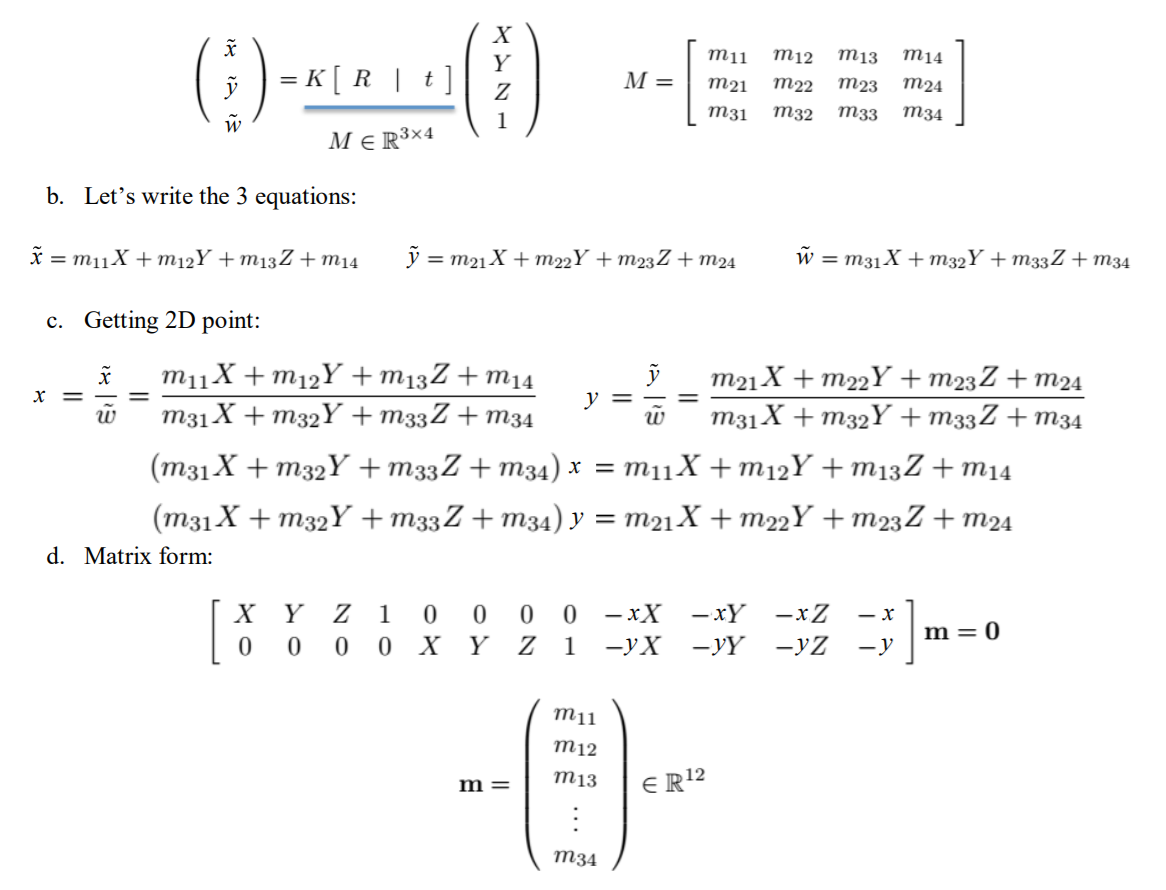 (x̃ ỹ w̃) = K [ R | t ] (X Y Z 1)
M ∈ ℝ^{3×4}
M = [ m₁₁ m₁₂ m₁₃ m₁₄
m₂₁ m₂₂ m₂₃ m₂₄
m₃₁ m₃₂ m₃₃ m₃₄ ]
b. Let’s write the 3 equations:
x̃ = m₁₁X + m₁₂Y + m₁₃Z + m₁₄ ỹ = m₂₁X + m₂₂Y + m₂₃Z + m₂₄ w̃ = m₃₁X + m₃₂Y + m₃₃Z + m₃₄
c. Getting 2D point:
x = x̃/w̃ = (m₁₁X + m₁₂Y + m₁₃Z + m₁₄)/(m₃₁X + m₃₂Y + m₃₃Z + m₃₄) y = ỹ/w̃ = (m₂₁X + m₂₂Y + m₂₃Z + m₂₄)/(m₃₁X + m₃₂Y + m₃₃Z + m₃₄)
(m₃₁X + m₃₂Y + m₃₃Z + m₃₄) x = m₁₁X + m₁₂Y + m₁₃Z + m₁₄
(m₃₁X + m₃₂Y + m₃₃Z + m₃₄) y = m₂₁X + m₂₂Y + m₂₃Z + m₂₄
d. Matrix form:
[ X Y Z 1 0 0 0 0 −xX −xY −xZ −x
0 0 0 0 X Y Z 1 −yX −yY −yZ −y ] m = 0
m = (m₁₁ m₁₂ m₁₃ ⋮ m₃₄) ∈ ℝ¹²